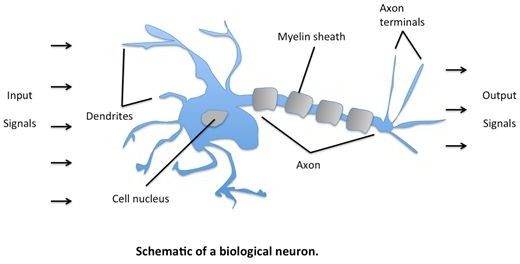 Axon
terminals
Myelin sheath
Input
Signals
Dendrites
Output
Signals
Axon
Cell nucleus
Schematic of a biological neuron.